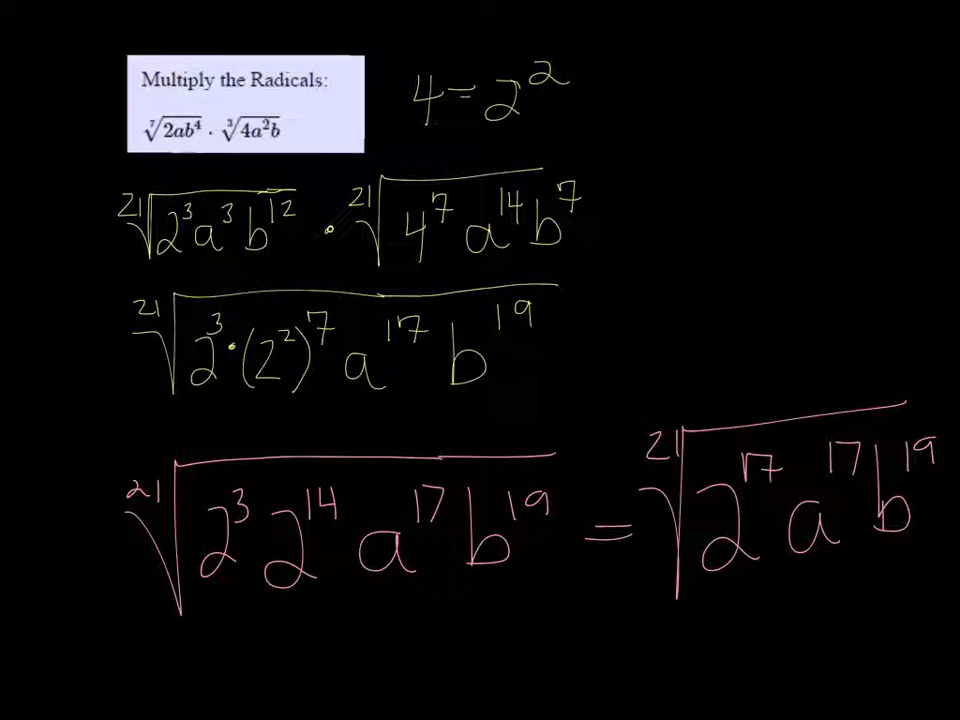 Multiply the Radicals:
⁷√(2ab⁴) · ³√(4a²b)
4 = 2²
²¹√(2³a³b¹²) · ²¹√(4⁷a¹⁴b⁷)
²¹√(2³·(2²)⁷a¹⁷b¹⁹)
²¹√(2³2¹⁴a¹⁷b¹⁹) = ²¹√(2¹⁷a¹⁷b¹⁹)